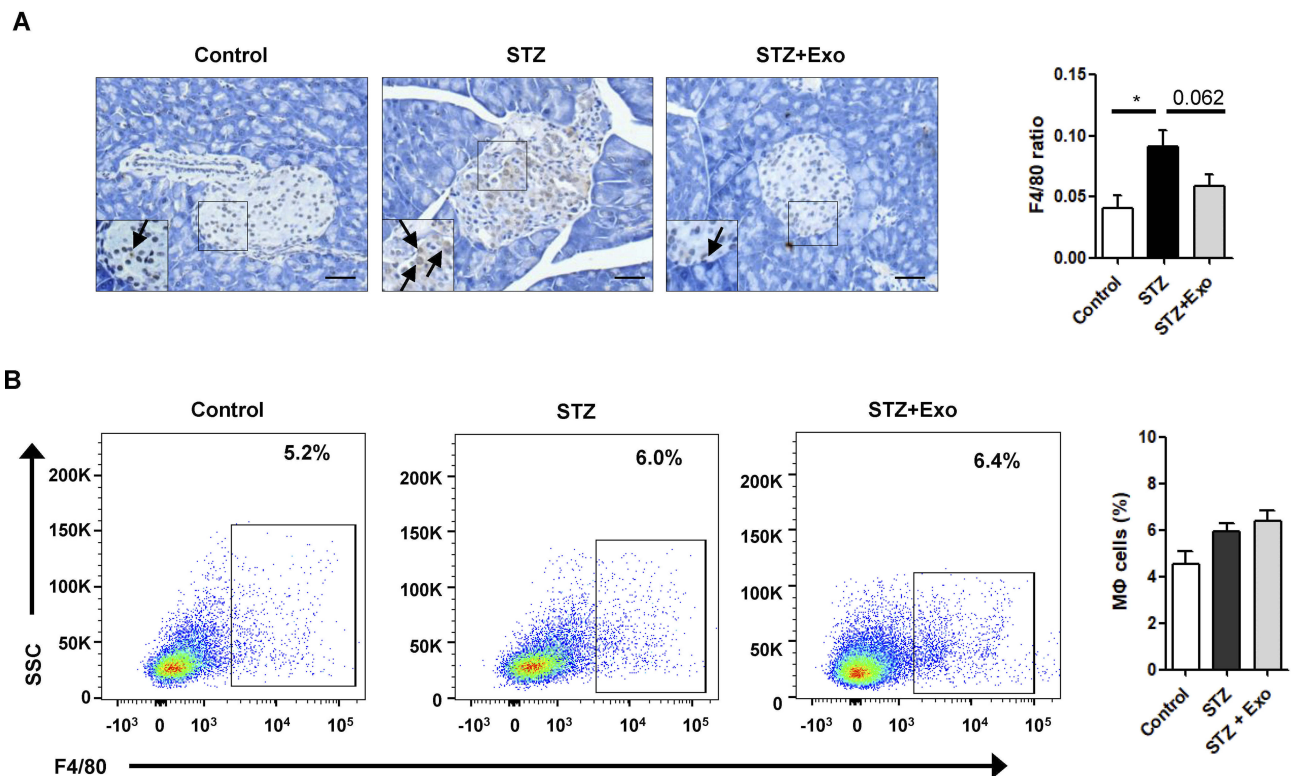 A
Control
STZ
STZ+Exo
F4/80 ratio
0.15
0.10
0.05
0.00
*
0.062
Control
STZ
STZ+Exo
B
Control
STZ
STZ+Exo
SSC
200K
150K
100K
50K
0
5.2%
-10³ 0 10³ 10⁴ 10⁵
200K
150K
100K
50K
0
6.0%
-10³ 0 10³ 10⁴ 10⁵
200K
150K
100K
50K
0
6.4%
-10³ 0 10³ 10⁴ 10⁵
F4/80
MΦ cells (%)
10
8
6
4
2
0
Control
STZ
STZ + Exo